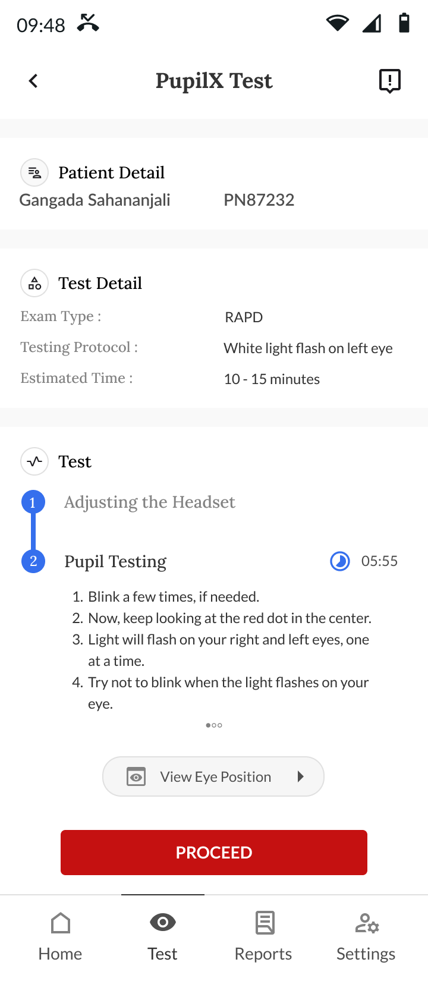 09:48
PupilX Test
Patient Detail
Gangada Sahananjali PN87232
Test Detail
Exam Type : RAPD
Testing Protocol : White light flash on left eye
Estimated Time : 10 - 15 minutes
Test
1 Adjusting the Headset
2 Pupil Testing 05:55
1. Blink a few times, if needed.
2. Now, keep looking at the red dot in the center.
3. Light will flash on your right and left eyes, one
at a time.
4. Try not to blink when the light flashes on your
eye.
View Eye Position
PROCEED
Home Test Reports Settings